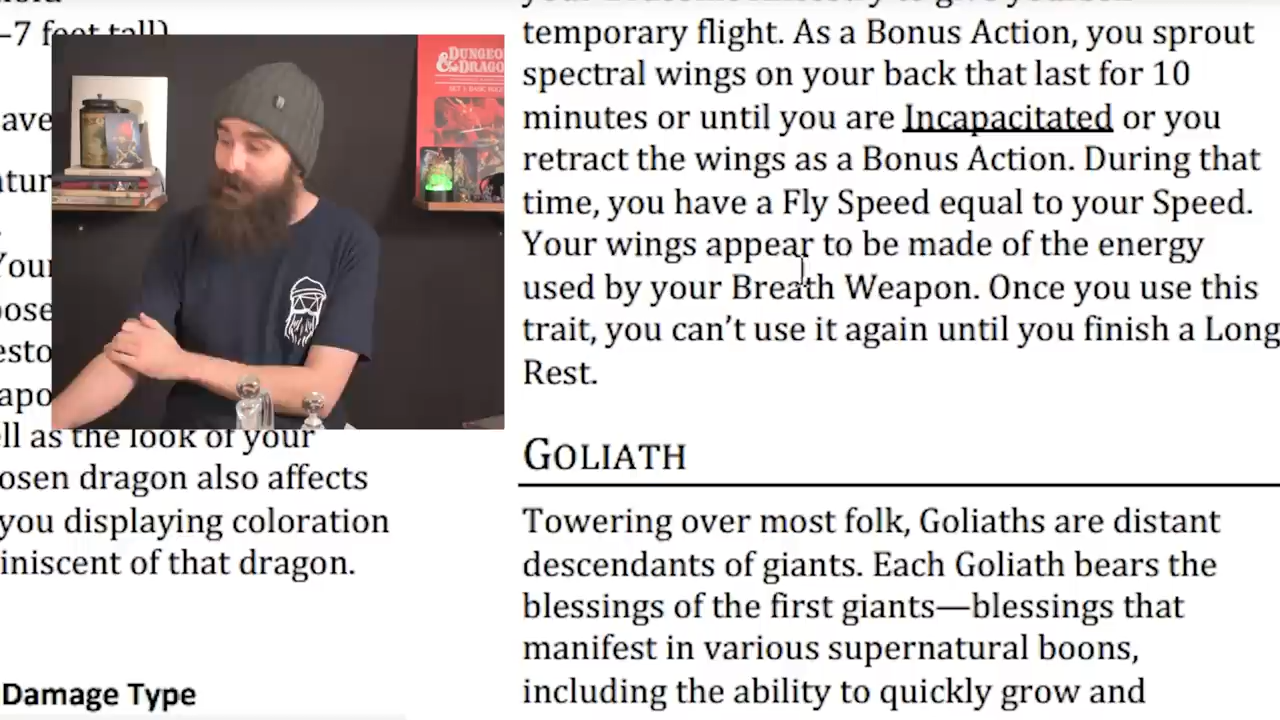 –7 feet tall)
ave
atur
Your
oose
esto
apo
ell as the look of your
osen dragon also affects
you displaying coloration
iniscent of that dragon.
Damage Type
DUNGEO
& DRAGO
temporary flight. As a Bonus Action, you sprout
spectral wings on your back that last for 10
minutes or until you are Incapacitated or you
retract the wings as a Bonus Action. During that
time, you have a Fly Speed equal to your Speed.
Your wings appear to be made of the energy
used by your Breath Weapon. Once you use this
trait, you can’t use it again until you finish a Long
Rest.
GOLIATH
Towering over most folk, Goliaths are distant
descendants of giants. Each Goliath bears the
blessings of the first giants—blessings that
manifest in various supernatural boons,
including the ability to quickly grow and